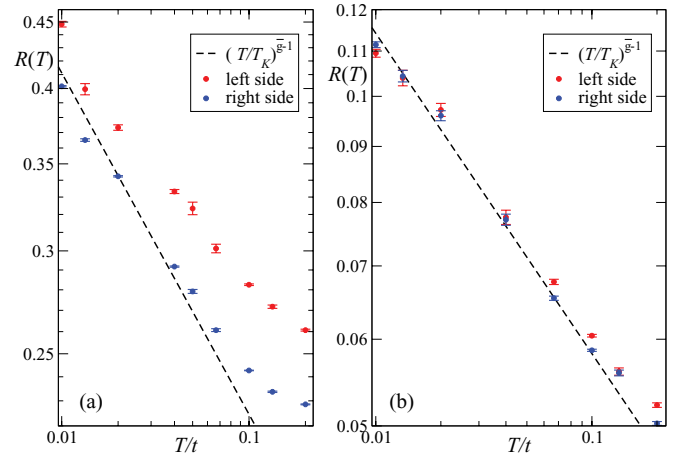 0.45
0.4
0.35
0.3
0.25
R(T)
(T/T_K)^{g̅-1}
left side
right side
(a)
0.01
0.1
T/t
0.12
0.11
0.1
0.09
0.08
0.07
0.06
0.05
R(T)
(T/T_K)^{g̅-1}
left side
right side
(b)
0.01
0.1
T/t